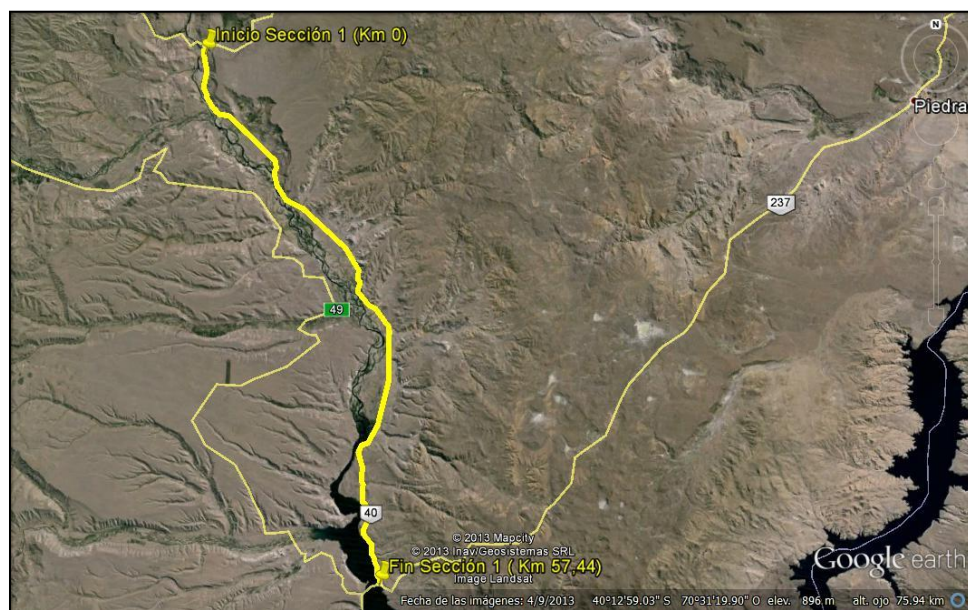 Inicio Sección 1 (Km 0)
N
Piedra
237
49
40
© 2013 Mapcity
© 2013 Inav/Geosistemas SRL
Fin Sección 1 ( Km 57,44)
Image Landsat
Google earth
Fecha de las imágenes: 4/9/2013 40°12'59.03" S 70°31'19.90" O elev. 896 m alt. ojo 75.94 km